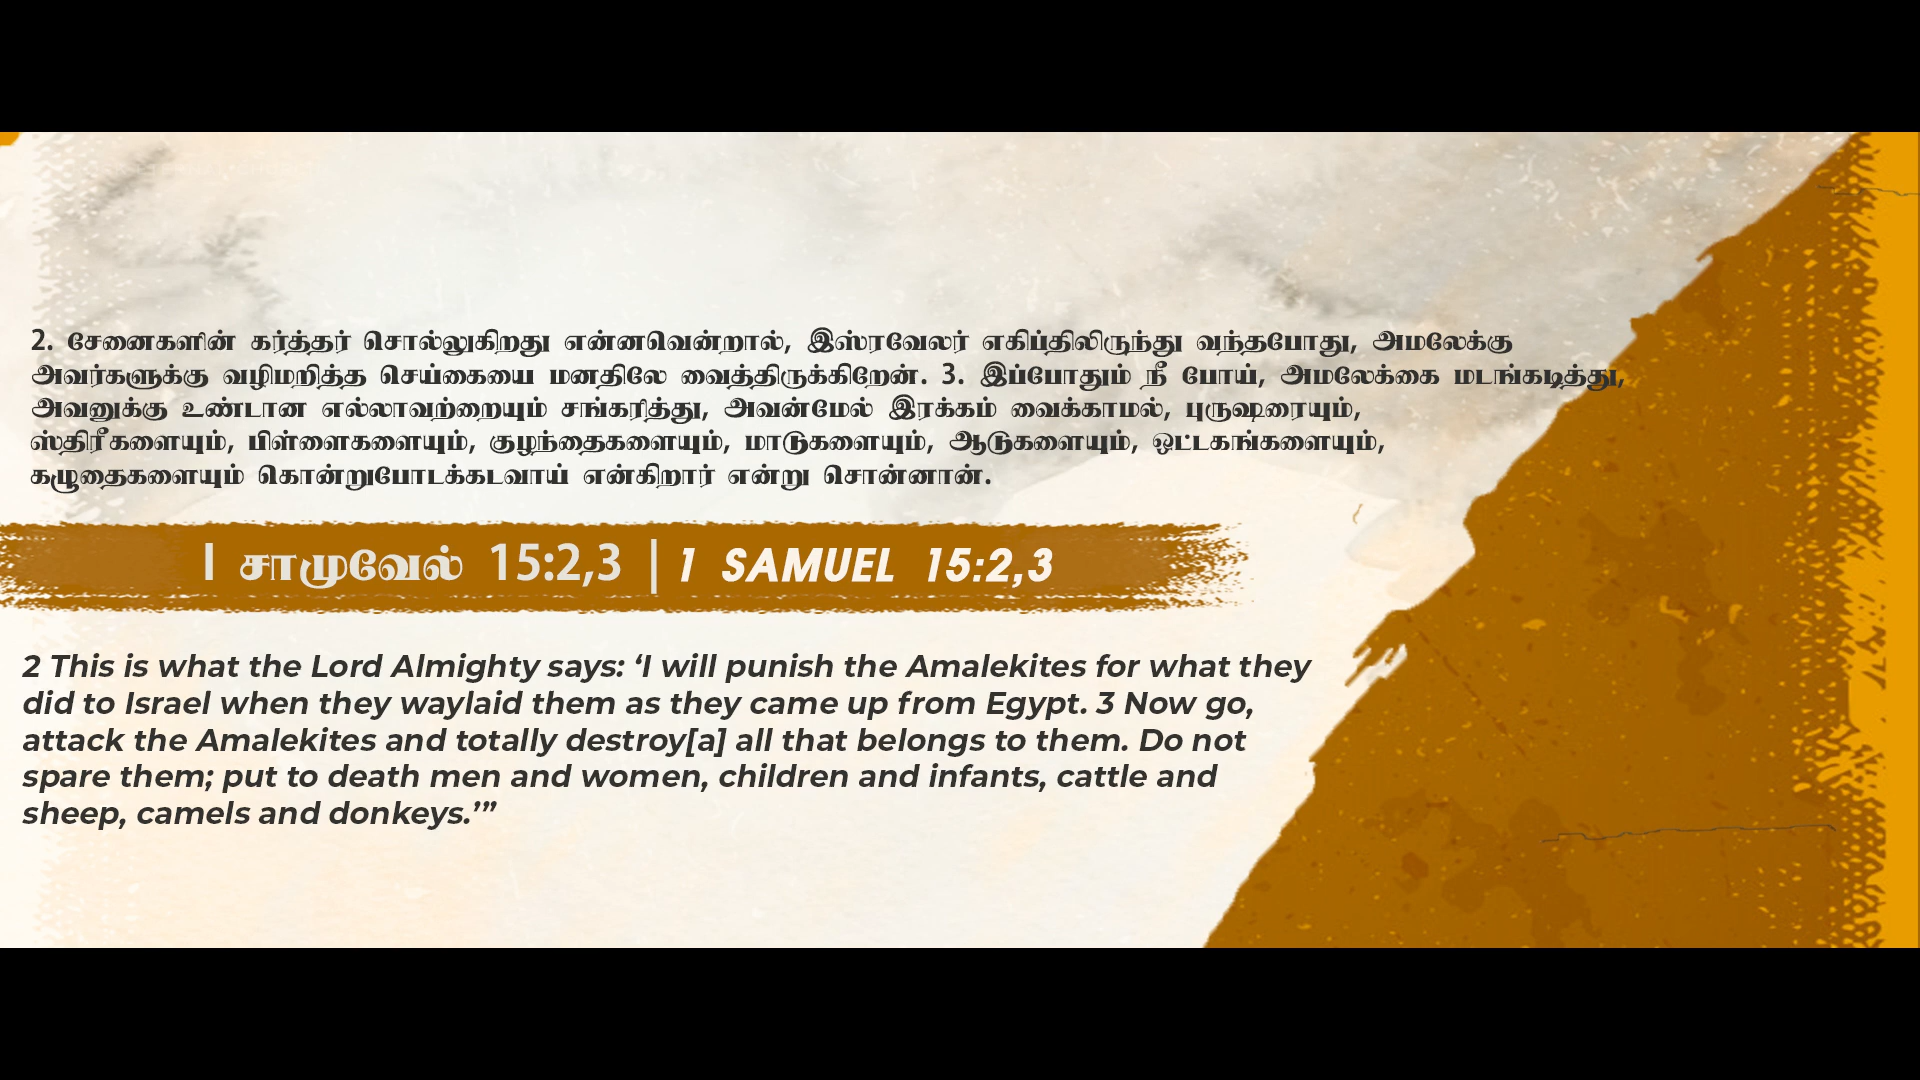 2. சேனைகளின் கர்த்தர் சொல்லுகிறது என்னவென்றால், இஸ்ரவேலர் எகிப்திலிருந்து வந்தபோது, அமலேக்கு
அவர்களுக்கு வழிமறித்த செய்கையை மனதிலே வைத்திருக்கிறேன். 3. இப்போதும் நீ போய், அமலேக்கை மடங்கடித்து,
அவனுக்கு உண்டான எல்லாவற்றையும் சங்கரித்து, அவன்மேல் இரக்கம் வைக்காமல், புருஷரையும்,
ஸ்திரீகளையும், பிள்ளைகளையும், குழந்தைகளையும், மாடுகளையும், ஆடுகளையும், ஒட்டகங்களையும்,
கழுதைகளையும் கொன்றுபோடக்கடவாய் என்கிறார் என்று சொன்னான்.
I சாமுவேல் 15:2,3 | 1 SAMUEL 15:2,3
2 This is what the Lord Almighty says: ‘I will punish the Amalekites for what they
did to Israel when they waylaid them as they came up from Egypt. 3 Now go,
attack the Amalekites and totally destroy[a] all that belongs to them. Do not
spare them; put to death men and women, children and infants, cattle and
sheep, camels and donkeys.’”